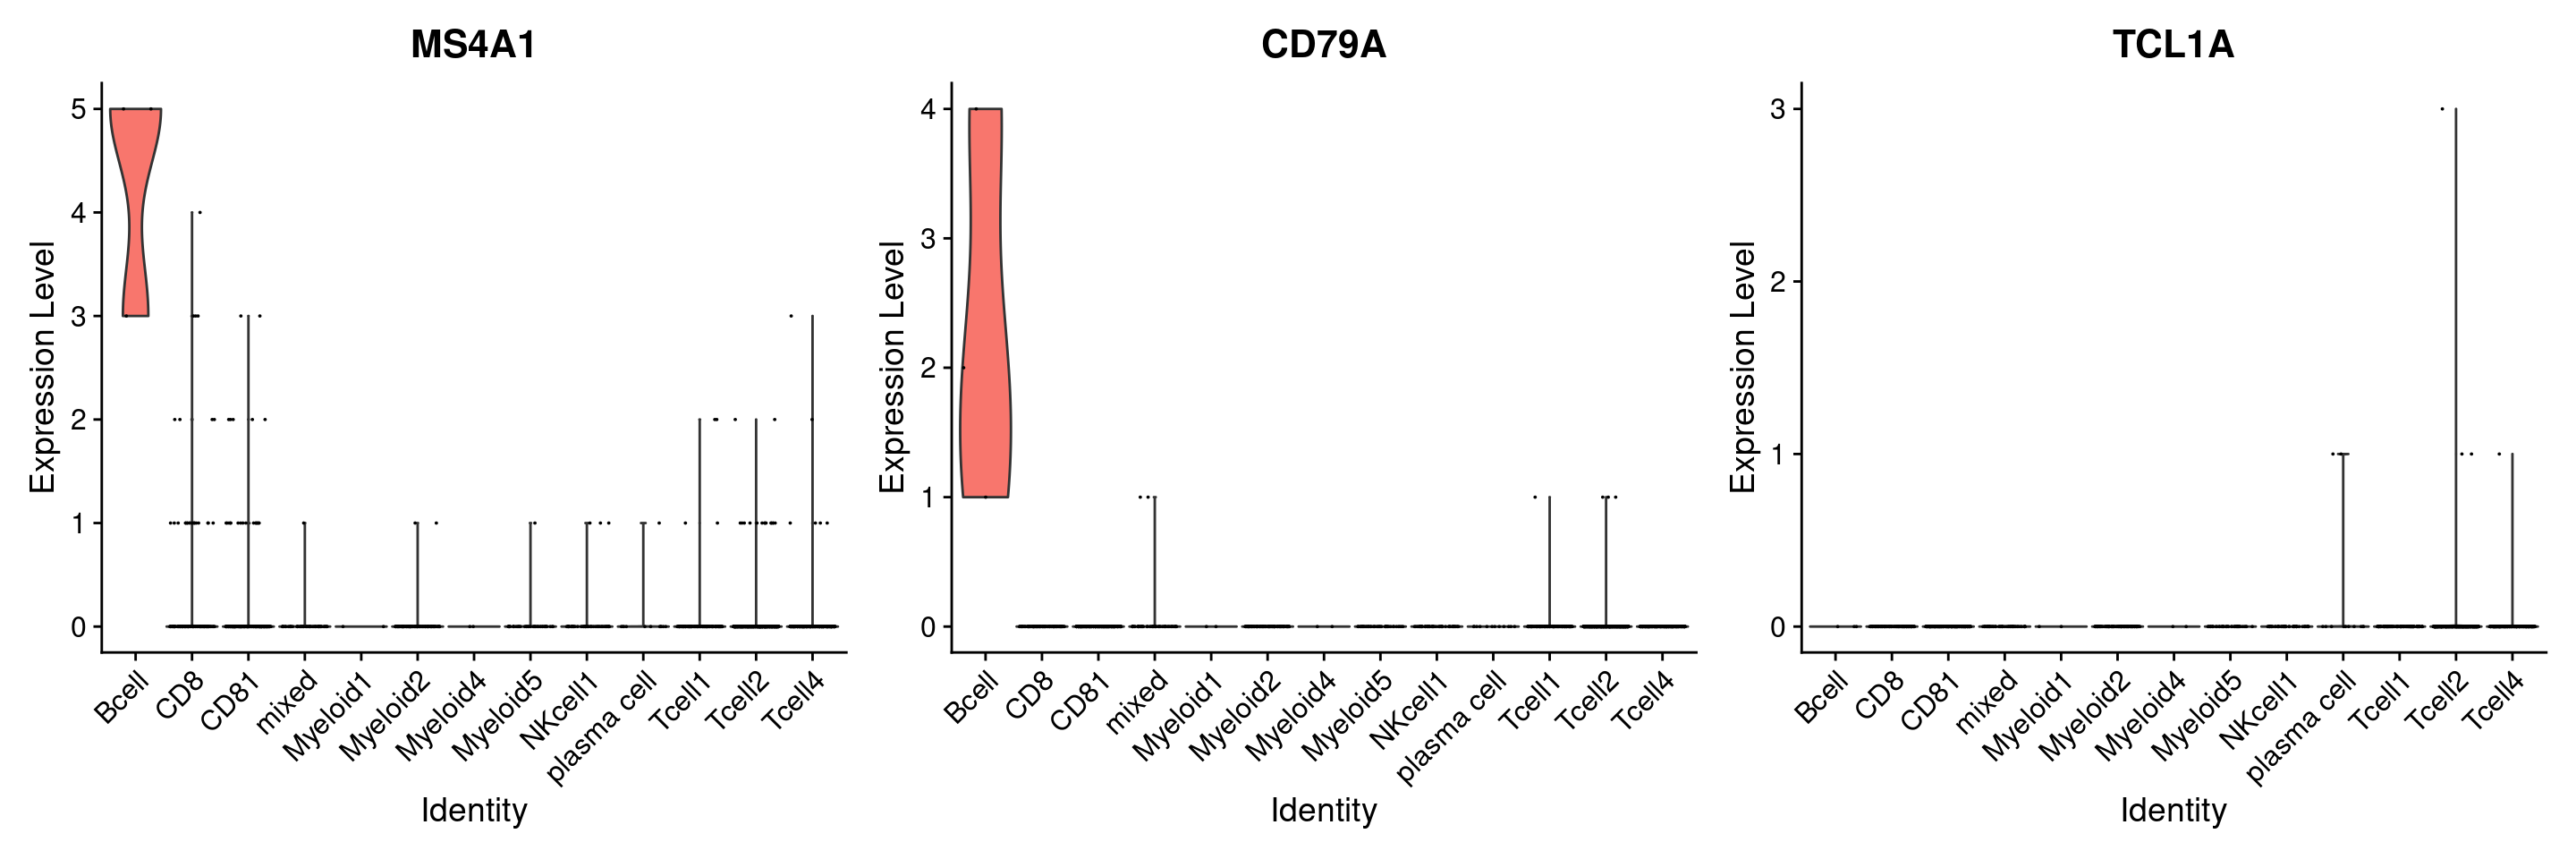 MS4A1
Expression Level
5
4
3
2
1
0
Bcell
CD8
CD81
mixed
Myeloid1
Myeloid2
Myeloid4
Myeloid5
NKcell1
plasma cell
Tcell1
Tcell2
Tcell4
Identity
CD79A
Expression Level
4
3
2
1
0
Bcell
CD8
CD81
mixed
Myeloid1
Myeloid2
Myeloid4
Myeloid5
NKcell1
plasma cell
Tcell1
Tcell2
Tcell4
Identity
TCL1A
Expression Level
3
2
1
0
Bcell
CD8
CD81
mixed
Myeloid1
Myeloid2
Myeloid4
Myeloid5
NKcell1
plasma cell
Tcell1
Tcell2
Tcell4
Identity